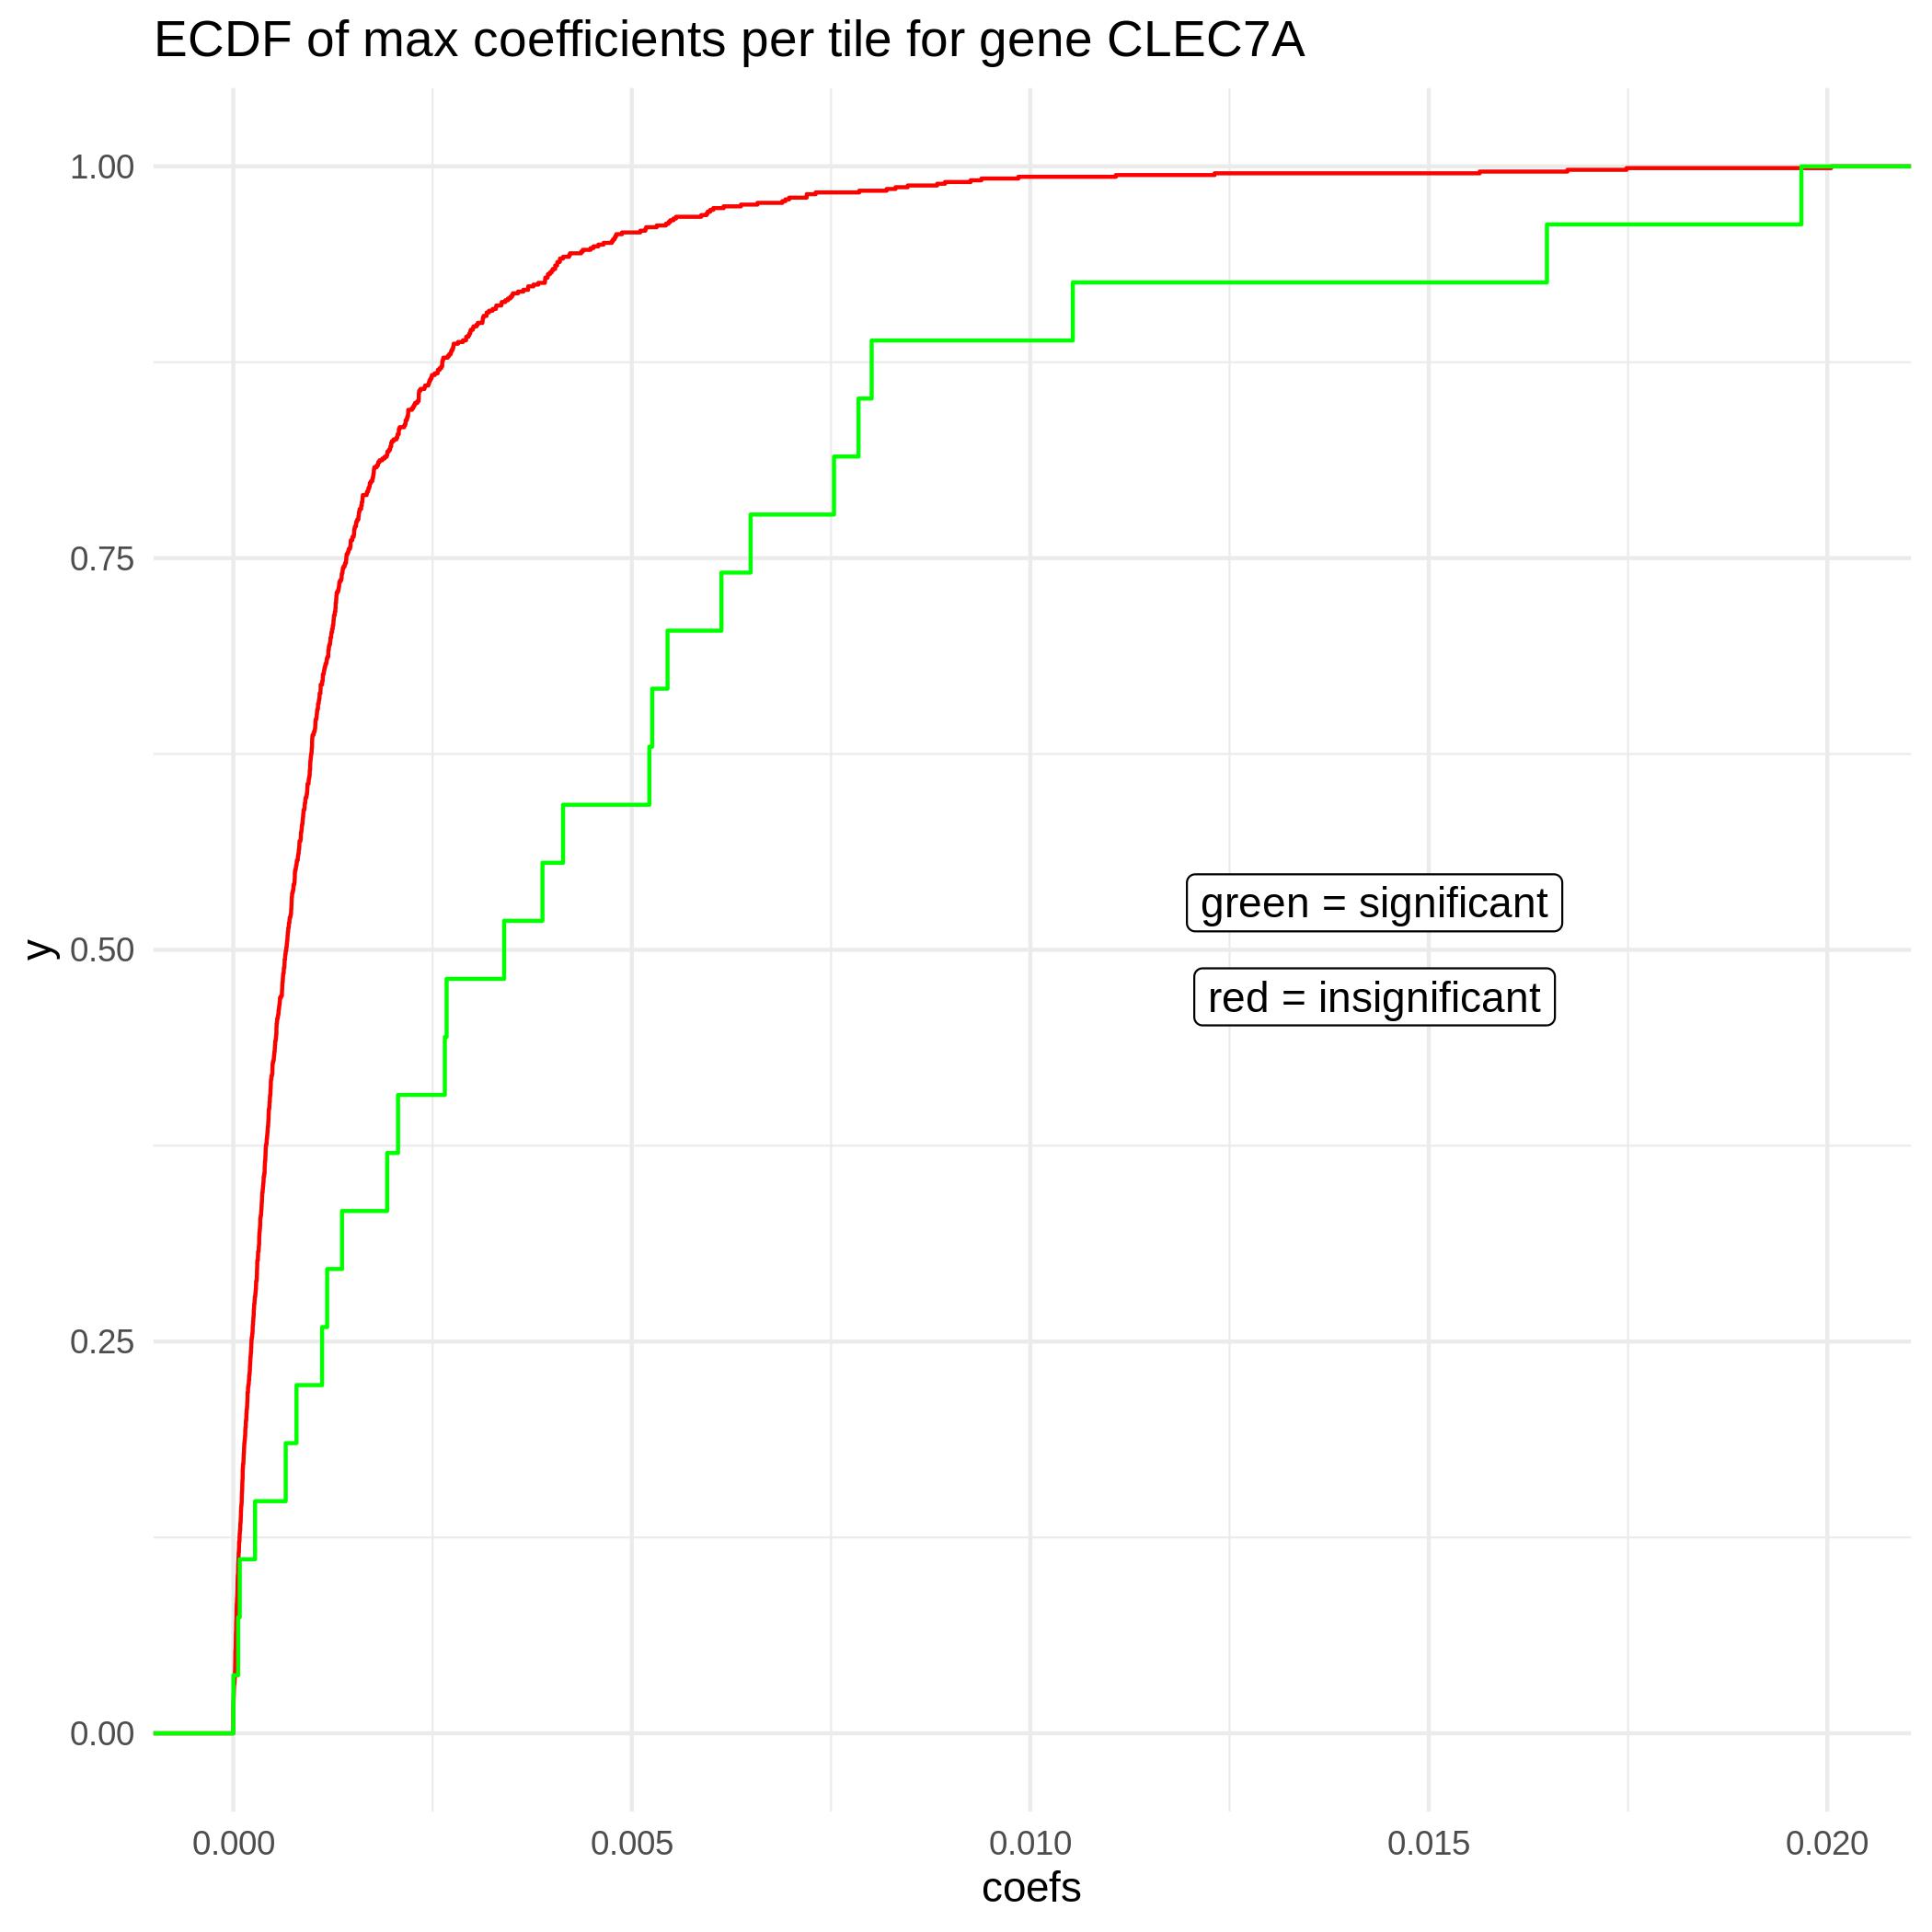 ECDF of max coefficients per tile for gene CLEC7A
1.00
0.75
0.50
0.25
0.00
y
green = significant
red = insignificant
0.000 0.005 0.010 0.015 0.020
coefs